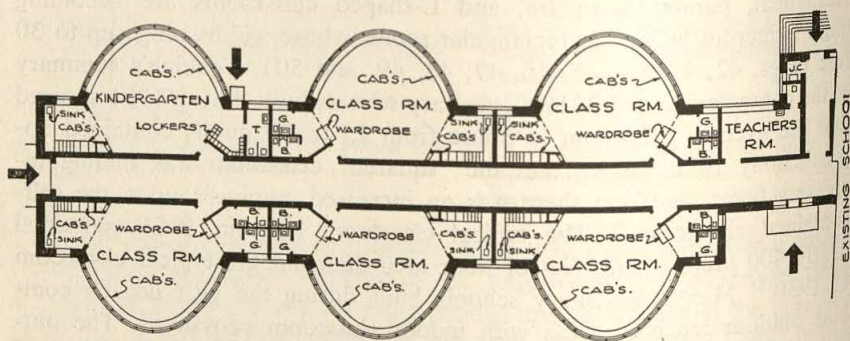 CAB'S.
KINDERGARTEN
SINK
CAB'S.
LOCKERS
T.
G.
B.
CAB'S.
CLASS RM.
WARDROBE
SINK
CAB'S.
SINK
CAB'S.
CAB'S.
CLASS RM.
WARDROBE
G.
B.
J.C.
TEACHERS
RM.
EXISTING SCHOOL
CAB'S.
SINK
WARDROBE
CLASS RM.
CAB'S.
B.
G.
B.
G.
WARDROBE
CLASS RM.
CAB'S.
CAB'S.
SINK
CAB'S.
SINK
WARDROBE
CLASS RM.
CAB'S.
B.
G.